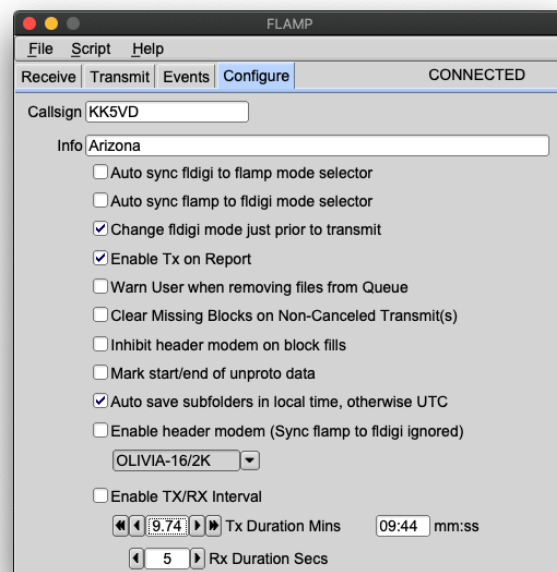 FLAMP
File Script Help
Receive Transmit Events Configure CONNECTED
Callsign KK5VD
Info Arizona
Auto sync fldigi to flamp mode selector
Auto sync flamp to fldigi mode selector
Change fldigi mode just prior to transmit
Enable Tx on Report
Warn User when removing files from Queue
Clear Missing Blocks on Non-Canceled Transmit(s)
Inhibit header modem on block fills
Mark start/end of unproto data
Auto save subfolders in local time, otherwise UTC
Enable header modem (Sync flamp to fldigi ignored)
OLIVIA-16/2K
Enable TX/RX Interval
9.74 Tx Duration Mins 09:44 mm:ss
5 Rx Duration Secs